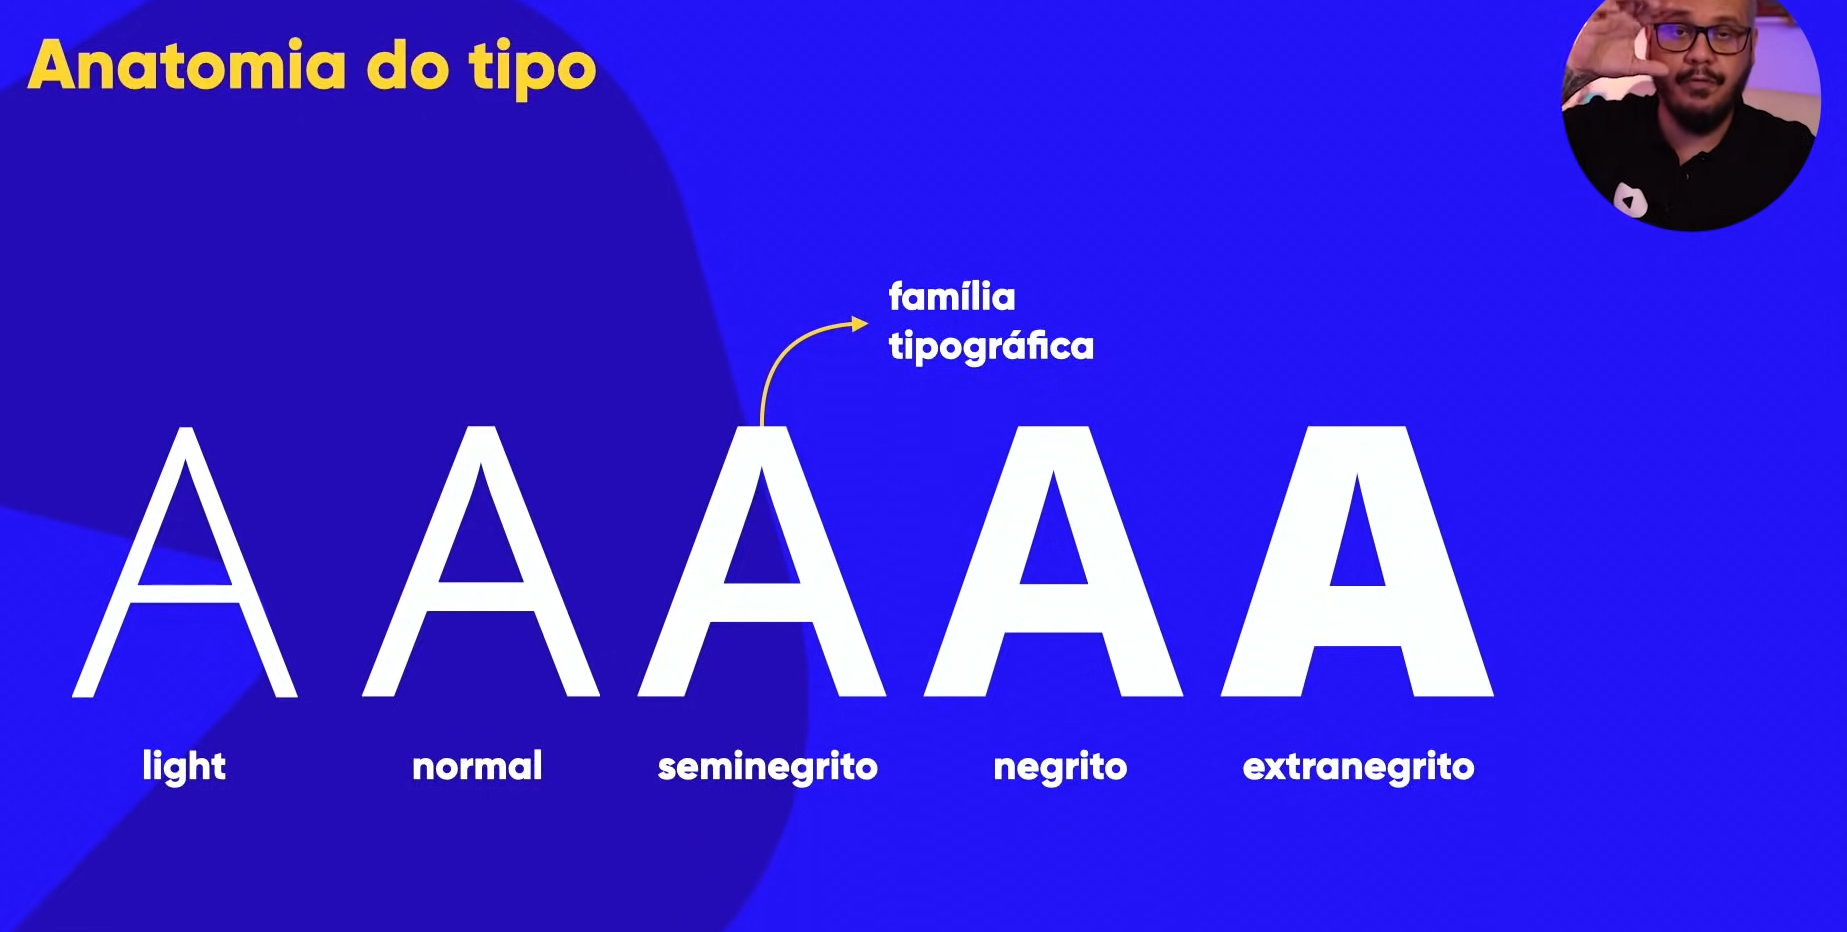 Anatomia do tipo
família
tipográfica
A A A A A
light normal seminegrito negrito extranegrito